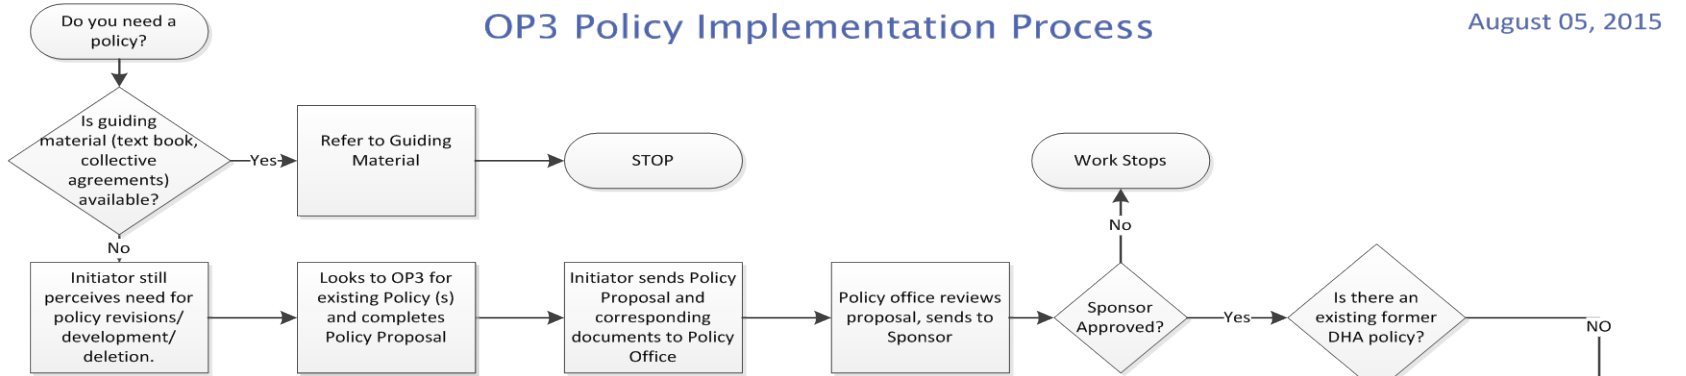 Do you need a
policy?
OP3 Policy Implementation Process
August 05, 2015
Is guiding
material (text book,
collective
agreements)
available?
Yes
Refer to Guiding
Material
STOP
Work Stops
No
No
Initiator still
perceives need for
policy revisions/
development/
deletion.
Looks to OP3 for
existing Policy (s)
and completes
Policy Proposal
Initiator sends Policy
Proposal and
corresponding
documents to Policy
Office
Policy office reviews
proposal, sends to
Sponsor
Sponsor
Approved?
Yes
Is there an
existing former
DHA policy?
NO